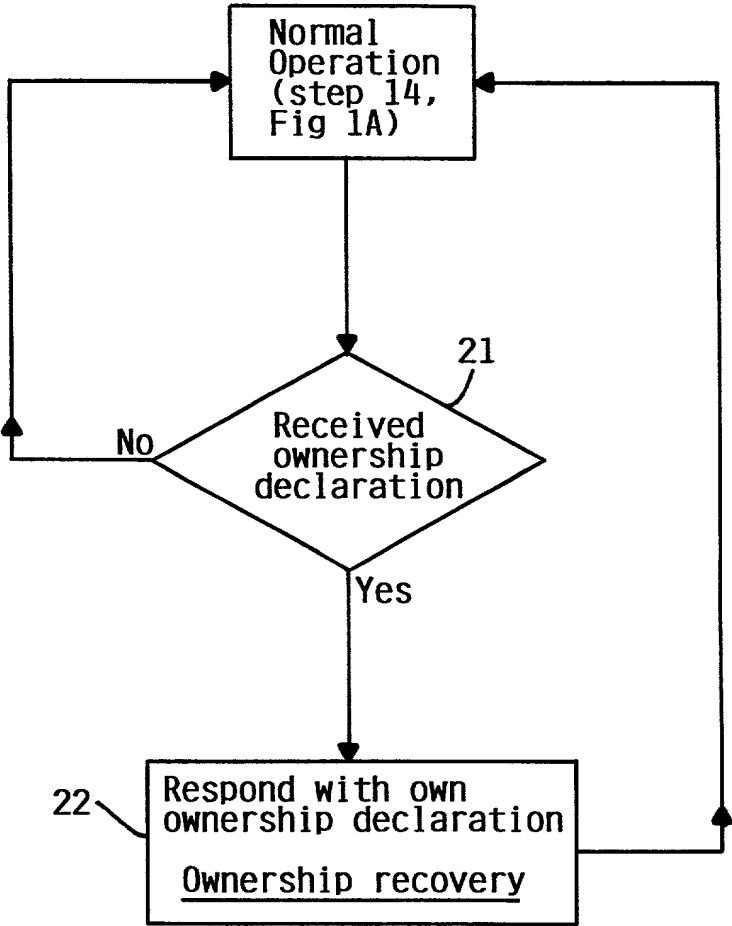 Normal
Operation
(step 14,
Fig 1A)
21
Received
ownership
declaration
No
Yes
22
Respond with own
ownership declaration
Ownership recovery